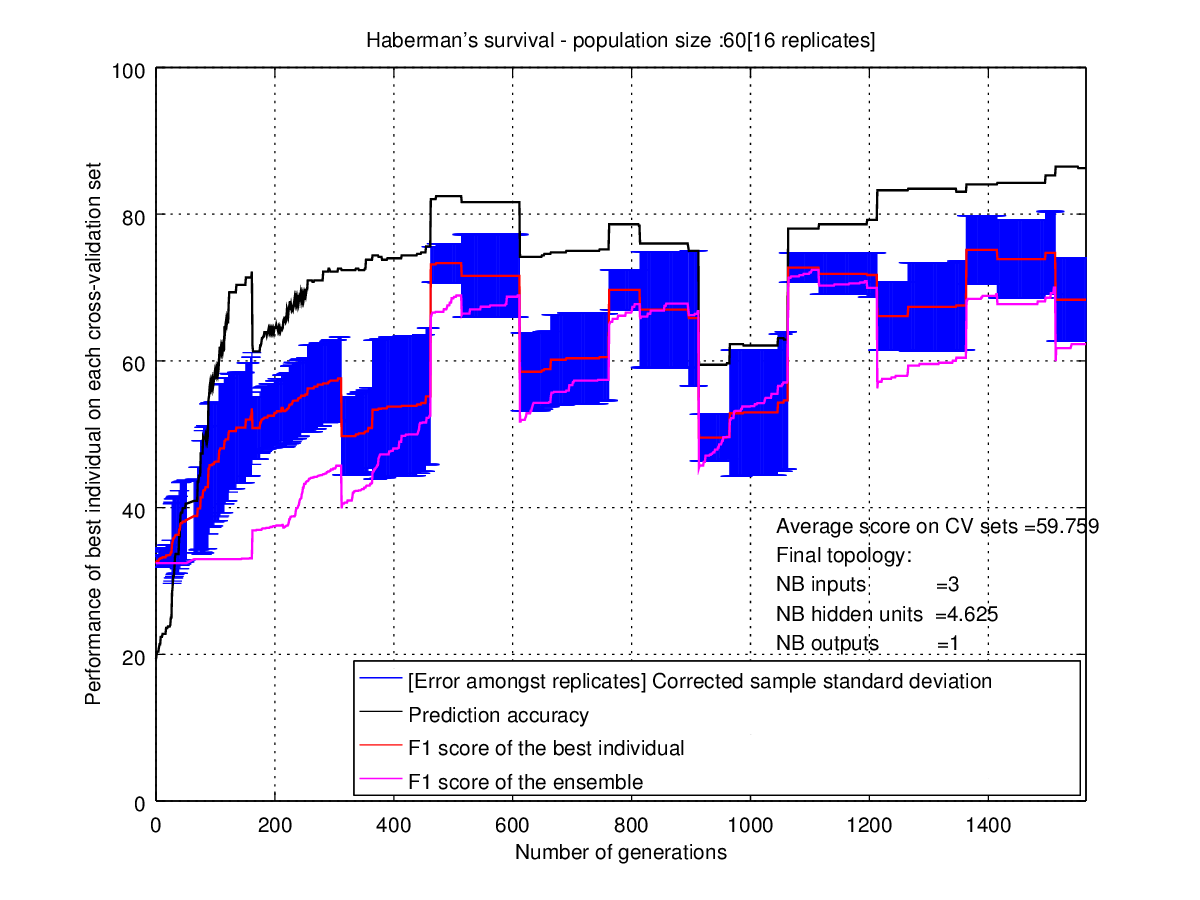 Haberman's survival - population size :60[16 replicates]
Performance of best individual on each cross-validation set
100
80
60
40
20
0
Average score on CV sets =59.759
Final topology:
NB inputs =3
NB hidden units =4.625
NB outputs =1
[Error amongst replicates] Corrected sample standard deviation
Prediction accuracy
F1 score of the best individual
F1 score of the ensemble
0 200 400 600 800 1000 1200 1400
Number of generations